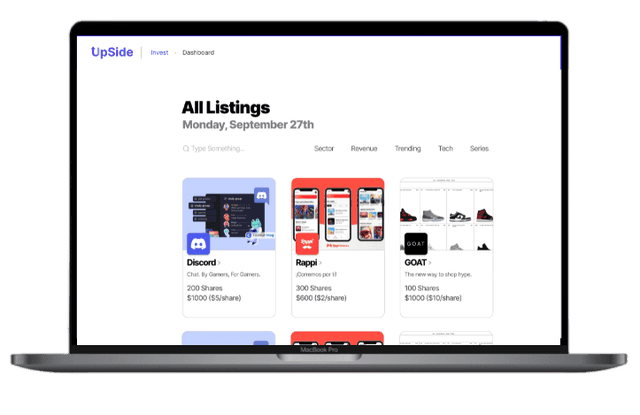 UpSide
Invest
Dashboard
All Listings
Monday, September 27th
Type Something...
Sector
Revenue
Trending
Tech
Series
Discord ›
Chat. By Gamers, For Gamers.
200 Shares
$1000 ($5/share)
Rappi ›
¡Corremos por ti!
300 Shares
$600 ($2/share)
GOAT
GOAT ›
The new way to shop hype.
100 Shares
$1000 ($10/share)
MacBook Pro